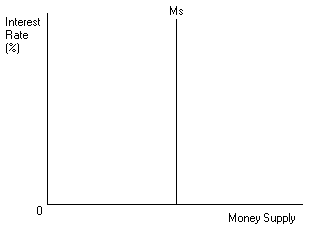 Ms
Interest
Rate
(%)
0
Money Supply